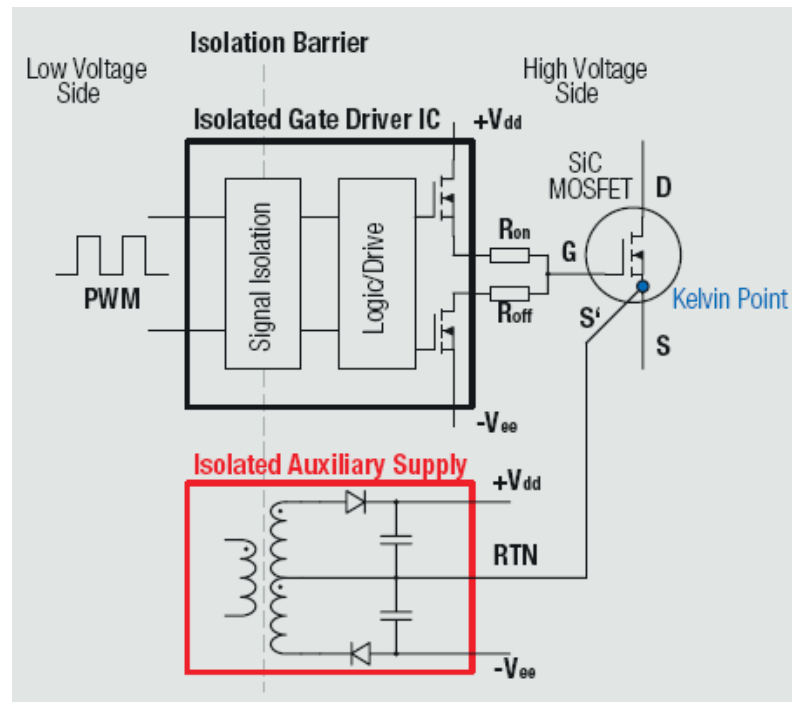 Isolation Barrier
Low Voltage
Side
High Voltage
Side
Isolated Gate Driver IC
+Vdd
SiC
MOSFET
D
Signal Isolation
Logic/Drive
Ron
G
PWM
Roff
S'
Kelvin Point
S
-Vee
Isolated Auxiliary Supply
+Vdd
RTN
-Vee